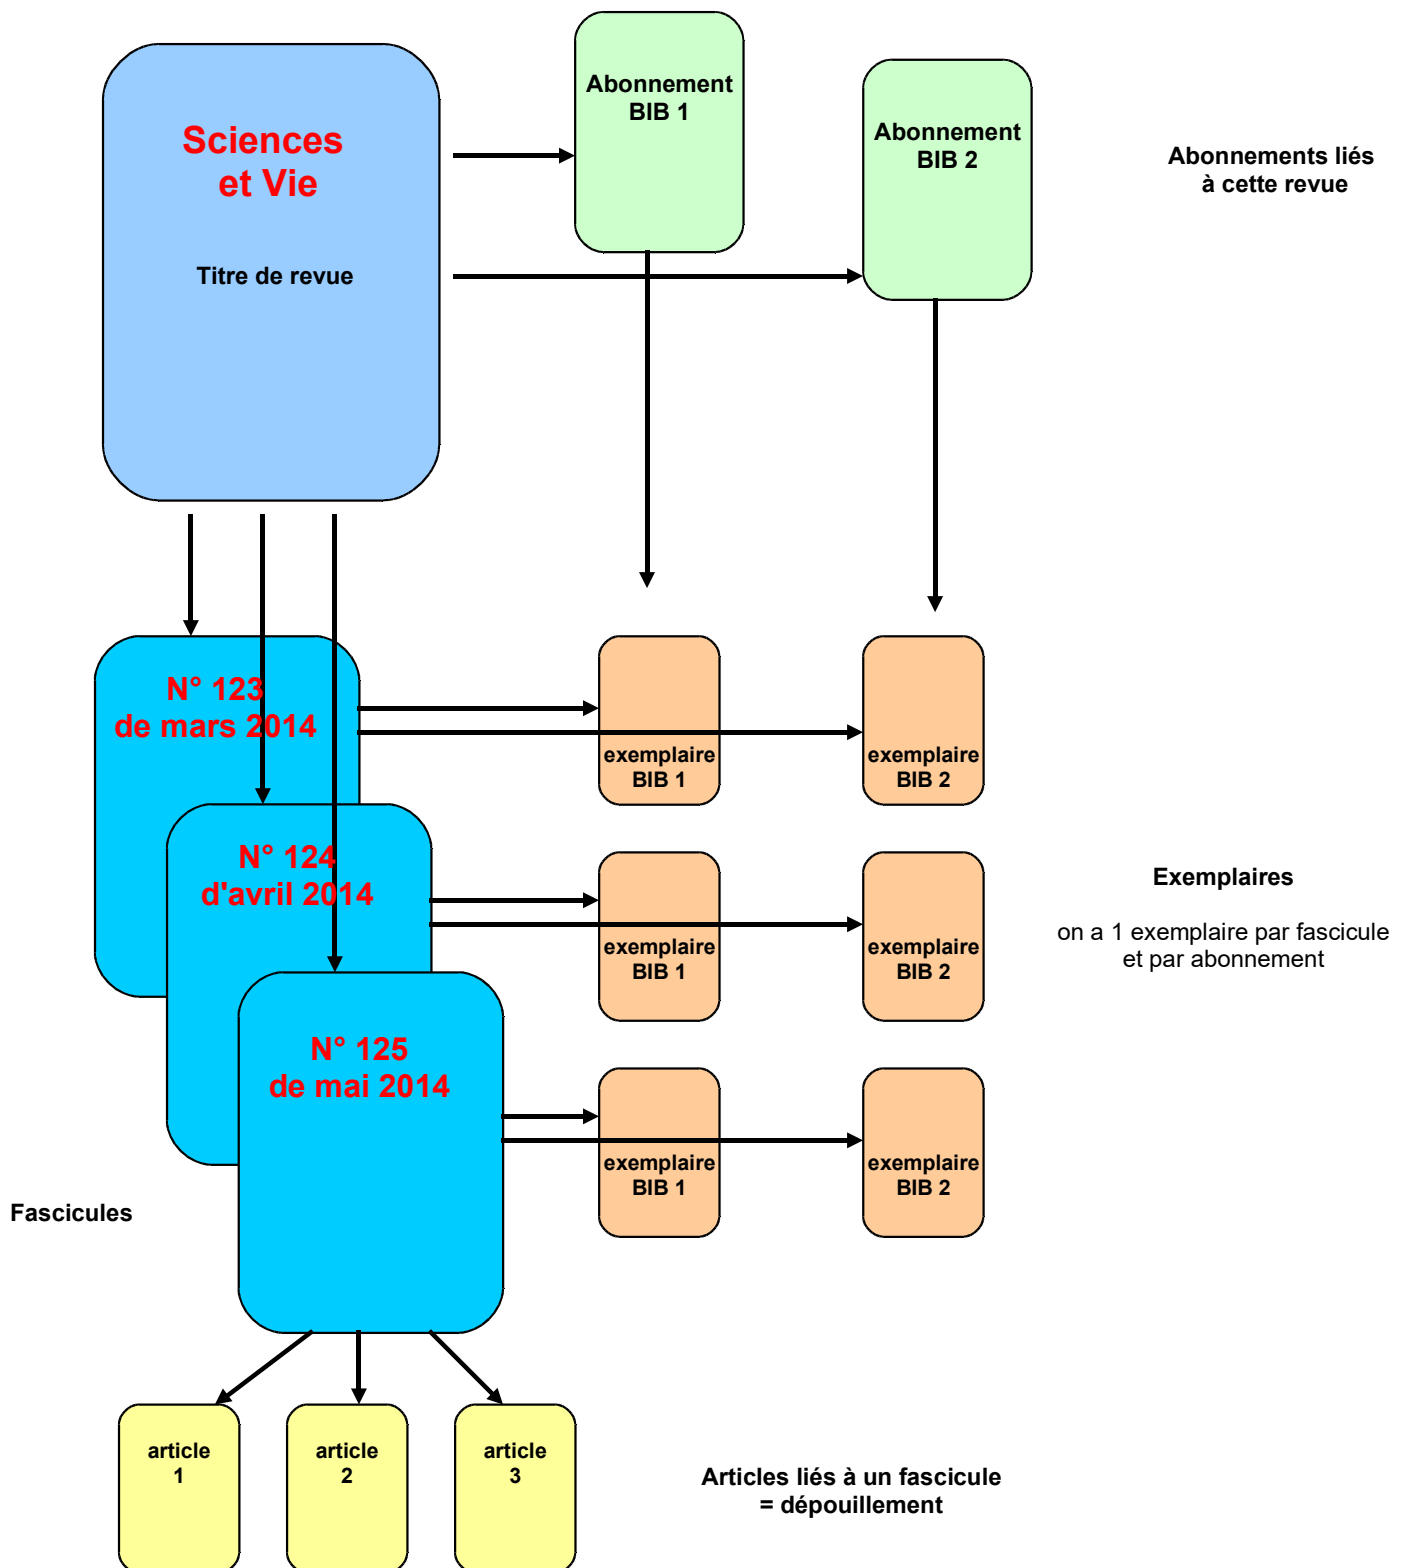 Sciences
et Vie
Titre de revue
Abonnement
BIB 1
Abonnement
BIB 2
Abonnements liés
à cette revue
N° 123
de mars 2014
exemplaire
BIB 1
exemplaire
BIB 2
N° 124
d'avril 2014
exemplaire
BIB 1
exemplaire
BIB 2
Exemplaires
on a 1 exemplaire par fascicule
et par abonnement
N° 125
de mai 2014
exemplaire
BIB 1
exemplaire
BIB 2
Fascicules
article
1
article
2
article
3
Articles liés à un fascicule
= dépouillement